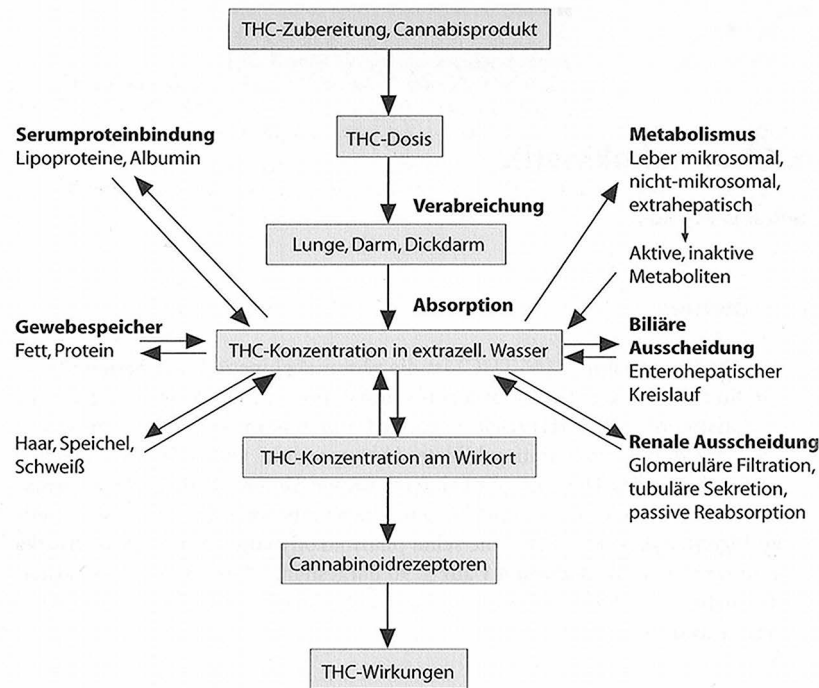 THC-Zubereitung, Cannabisprodukt
THC-Dosis
Verabreichung
Lunge, Darm, Dickdarm
Absorption
Serumproteinbindung
Lipoproteine, Albumin
Metabolismus
Leber mikrosomal,
nicht-mikrosomal,
extrahepatisch
Aktive, inaktive
Metaboliten
Gewebespeicher
Fett, Protein
THC-Konzentration in extrazell. Wasser
Biliäre
Ausscheidung
Enterohepatischer
Kreislauf
Haar, Speichel,
Schweiß
THC-Konzentration am Wirkort
Renale Ausscheidung
Glomeruläre Filtration,
tubuläre Sekretion,
passive Reabsorption
Cannabinoidrezeptoren
THC-Wirkungen